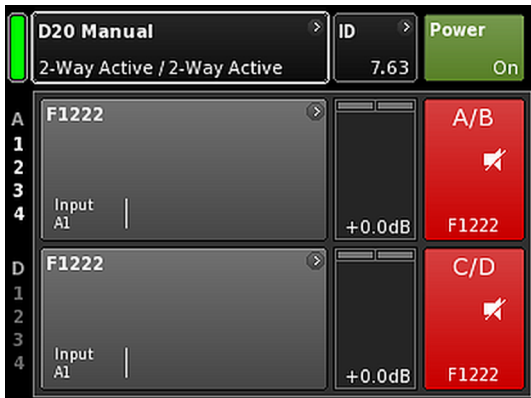 D20 Manual
2-Way Active / 2-Way Active
ID
7.63
Power
On
A
1
2
3
4
F1222
Input
A1
+0.0dB
A/B
F1222
D
1
2
3
4
F1222
Input
A1
+0.0dB
C/D
F1222